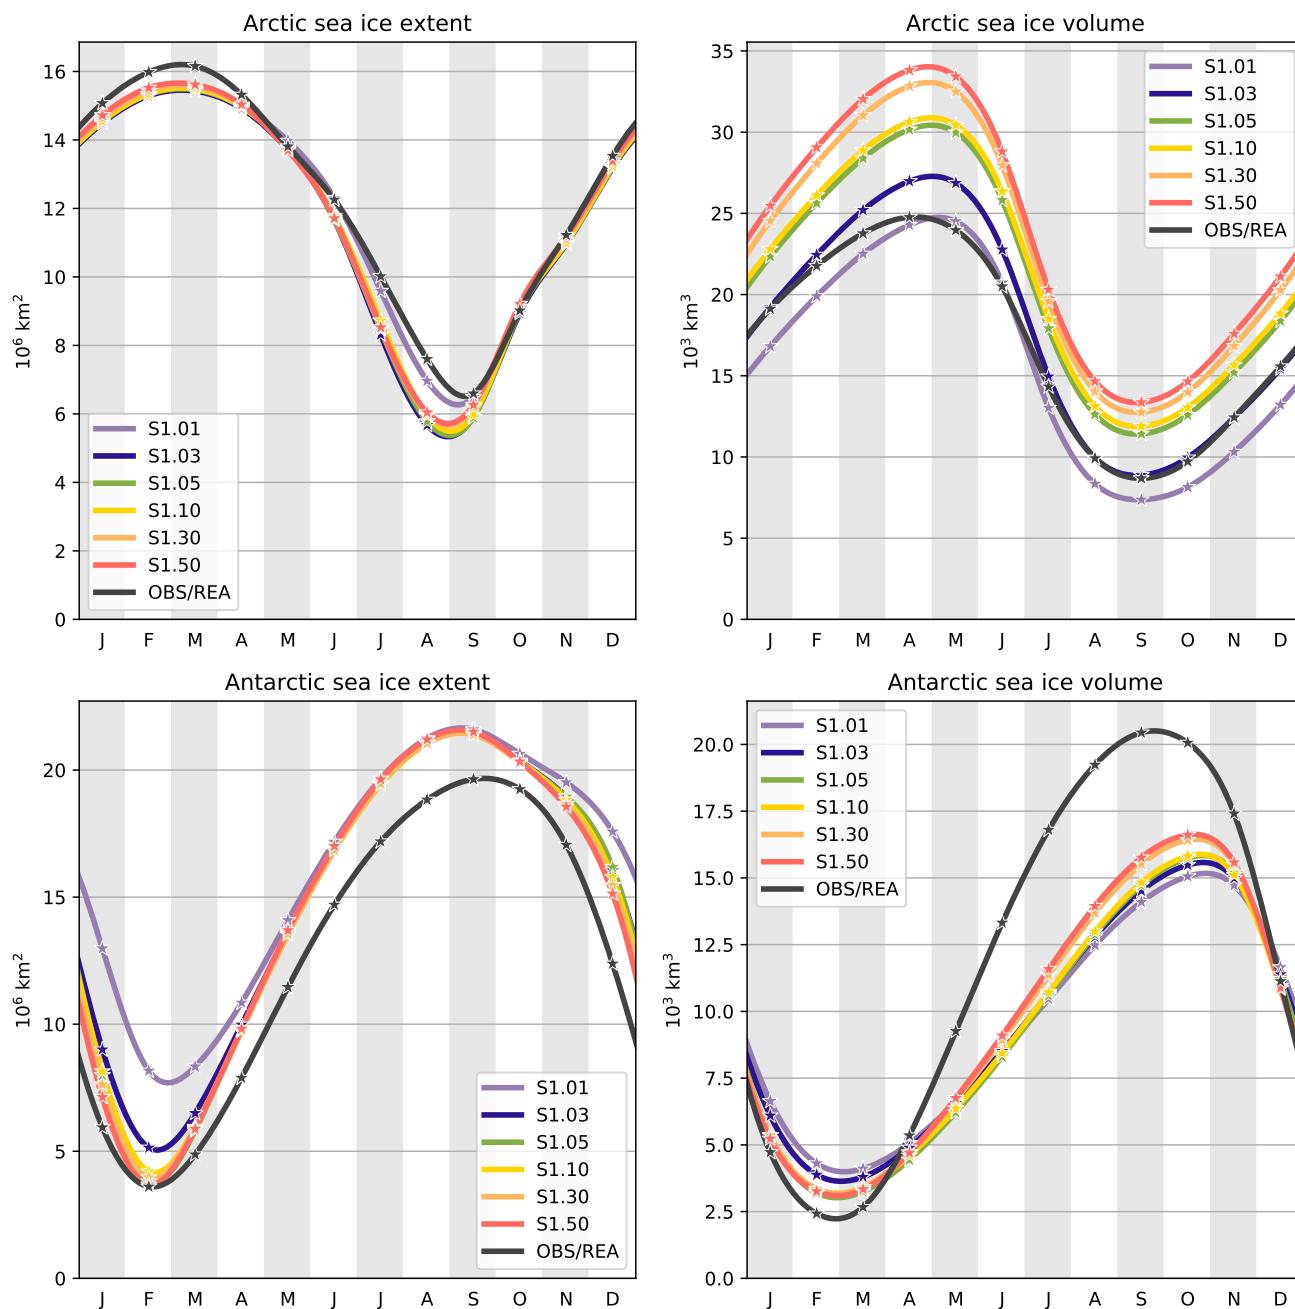 Arctic sea ice extent
10⁶ km²
16
14
12
10
8
6
4
2
0
J F M A M J J A S O N D
S1.01
S1.03
S1.05
S1.10
S1.30
S1.50
OBS/REA
Arctic sea ice volume
10³ km³
35
30
25
20
15
10
5
0
J F M A M J J A S O N D
S1.01
S1.03
S1.05
S1.10
S1.30
S1.50
OBS/REA
Antarctic sea ice extent
10⁶ km²
20
15
10
5
0
J F M A M J J A S O N D
S1.01
S1.03
S1.05
S1.10
S1.30
S1.50
OBS/REA
Antarctic sea ice volume
10³ km³
20.0
17.5
15.0
12.5
10.0
7.5
5.0
2.5
0.0
J F M A M J J A S O N D
S1.01
S1.03
S1.05
S1.10
S1.30
S1.50
OBS/REA